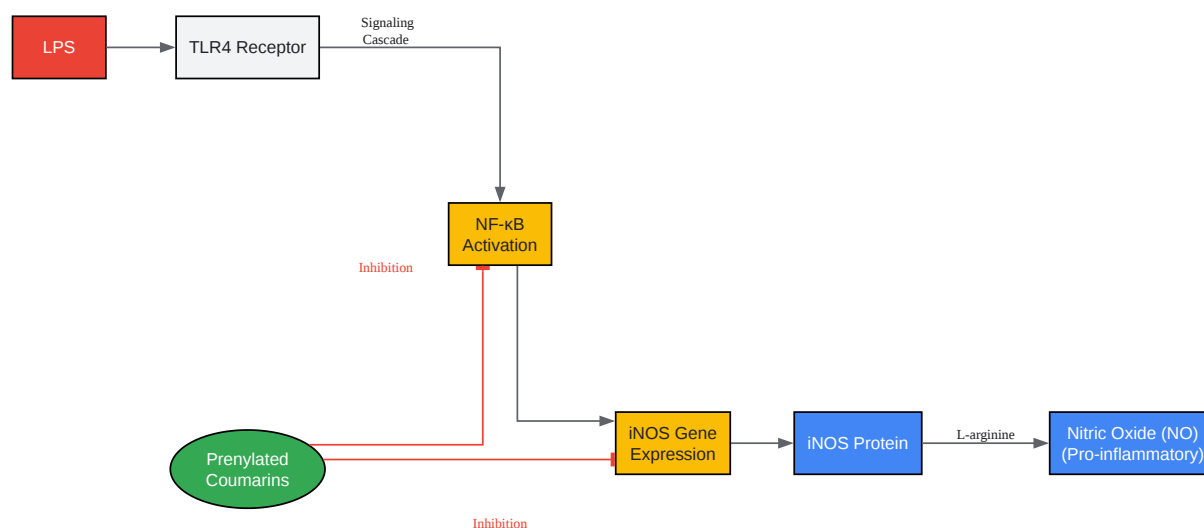 LPS
TLR4 Receptor
Signaling
Cascade
NF-κB
Activation
Inhibition
iNOS Gene
Expression
iNOS Protein
L-arginine
Nitric Oxide (NO)
(Pro-inflammatory)
Prenylated
Coumarins
Inhibition